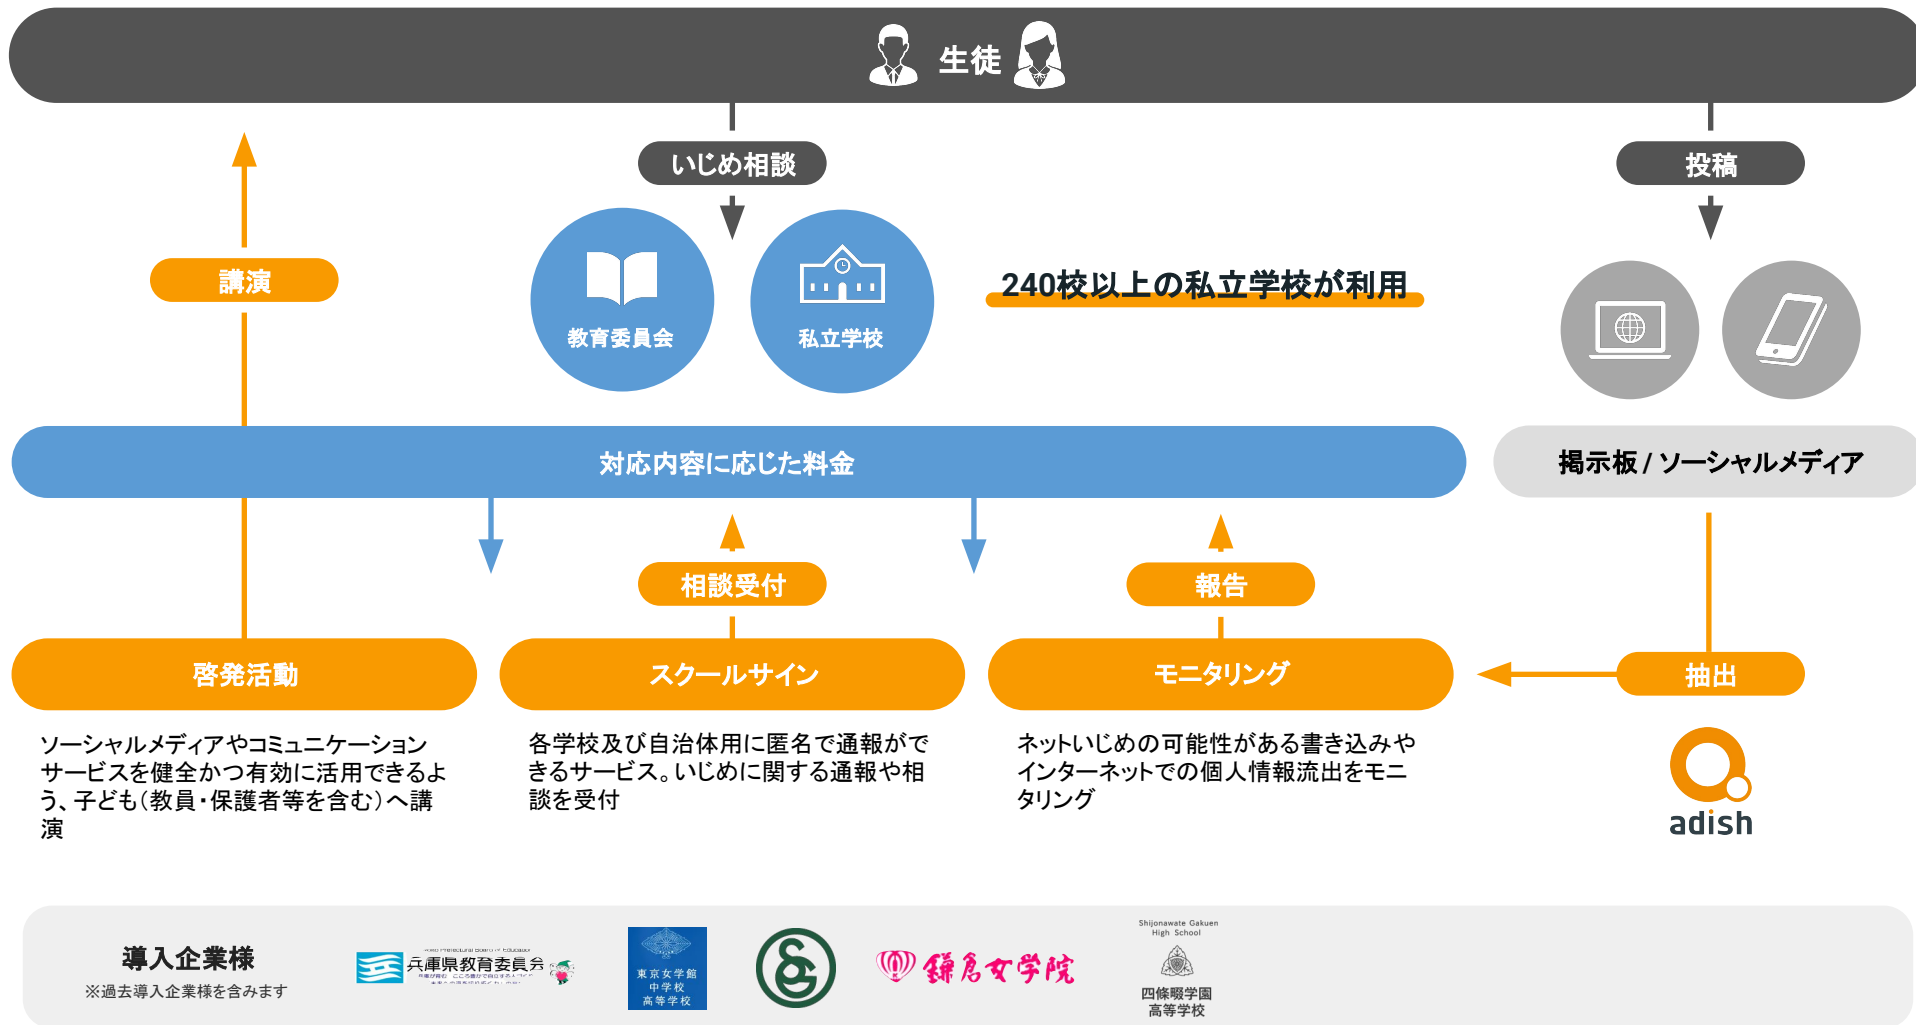 生徒
いじめ相談
投稿
講演
教育委員会
私立学校
240校以上の私立学校が利用
対応内容に応じた料金
掲示板 / ソーシャルメディア
相談受付
報告
啓発活動
スクールサイン
モニタリング
抽出
ソーシャルメディアやコミュニケーション
サービスを健全かつ有効に活用できるよ
う、子ども（教員・保護者等を含む）へ講
演
各学校及び自治体用に匿名で通報がで
きるサービス。いじめに関する通報や相
談を受付
ネットいじめの可能性がある書き込みや
インターネットでの個人情報流出をモニ
タリング
adish
導入企業様
※過去導入企業様を含みます
兵庫県教育委員会
東京女学館
中学校
高等学校
鎌倉女学院
Shijonawate Gakuen
High School
四條畷学園
高等学校